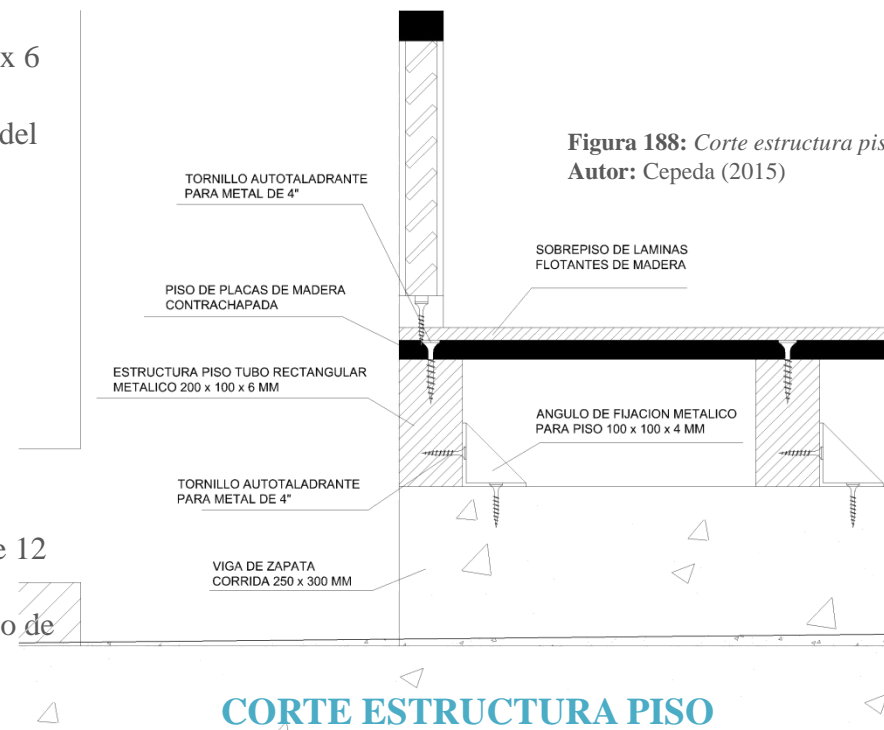 x 6
del
Figura 188: Corte estructura pis
Autor: Cepeda (2015)
TORNILLO AUTOTALADRANTE
PARA METAL DE 4"
SOBREPISO DE LAMINAS
FLOTANTES DE MADERA
PISO DE PLACAS DE MADERA
CONTRACHAPADA
ESTRUCTURA PISO TUBO RECTANGULAR
METALICO 200 x 100 x 6 MM
ANGULO DE FIJACION METALICO
PARA PISO 100 x 100 x 4 MM
TORNILLO AUTOTALADRANTE
PARA METAL DE 4"
e 12
VIGA DE ZAPATA
CORRIDA 250 x 300 MM
o de
CORTE ESTRUCTURA PISO